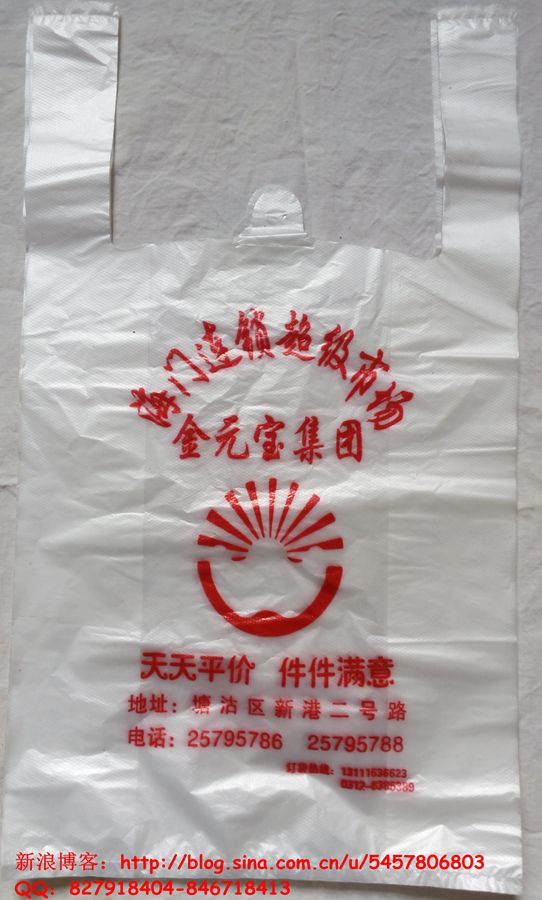 海门连锁超级市场
金元宝集团
天天平价 件件满意
地址：塘沽区新港二号路
电话：25795786 25795788
订袋热线：13111636623
新浪博客：http://blog.sina.com.cn/u/5457806803
QQ：827918404-846718413